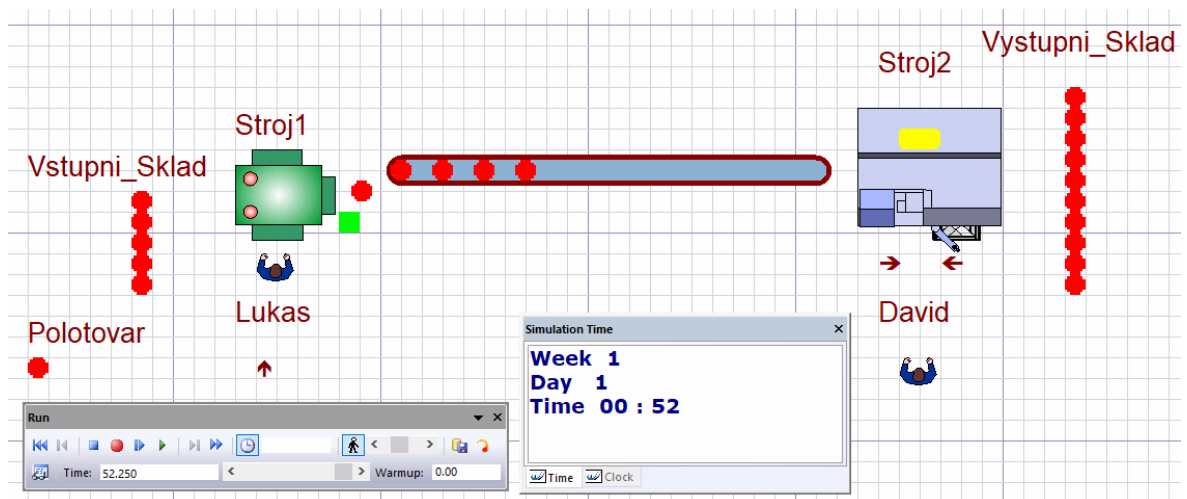 Vystupni_Sklad
Stroj2
Stroj1
Vstupni_Sklad
Lukas
David
Polotovar
Simulation Time
Week 1
Day 1
Time 00 : 52
Run
Time: 52.250
Warmup: 0.00
Time
Clock